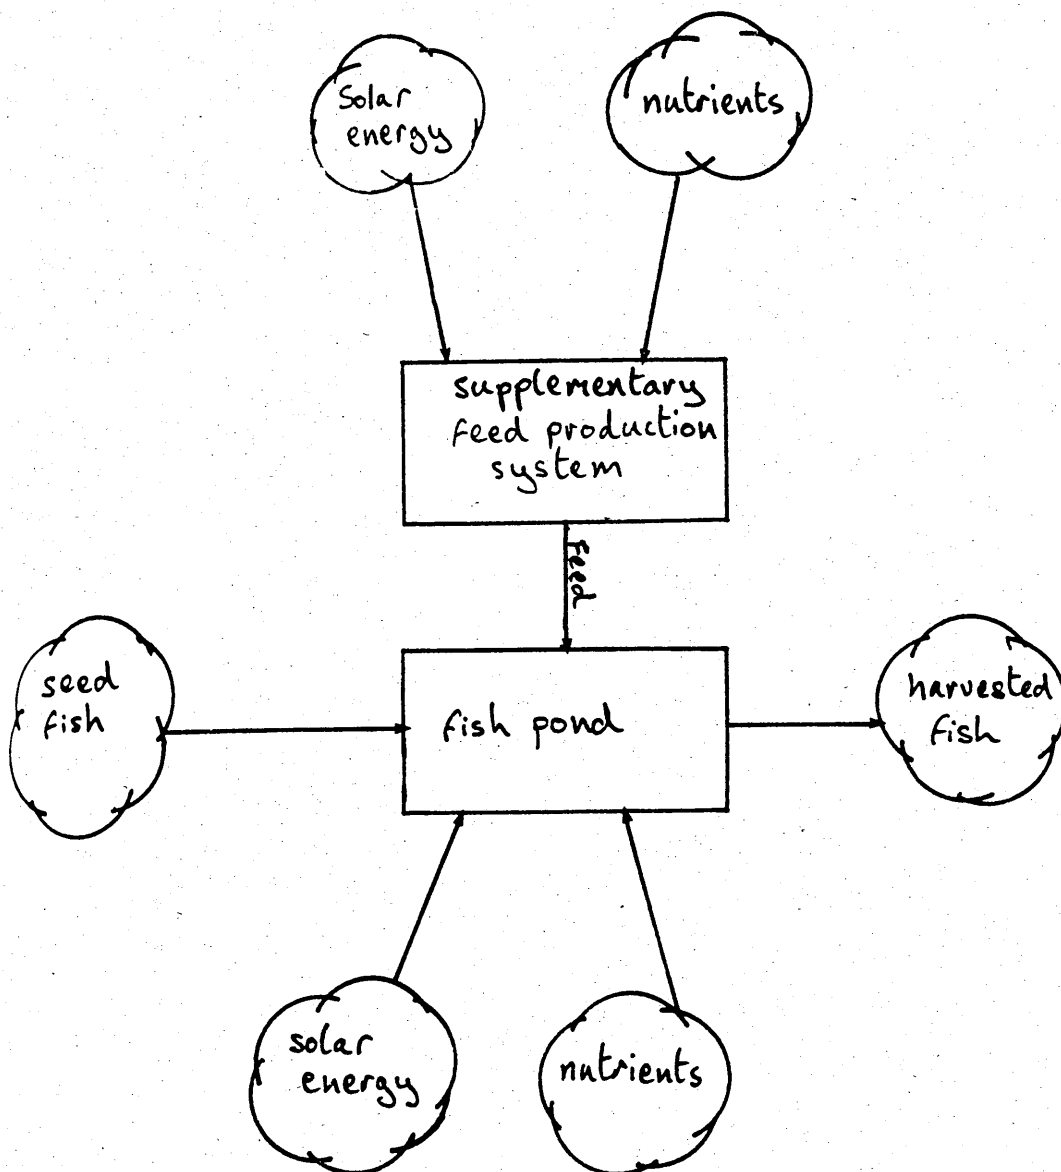 Solar
energy
nutrients
supplementary
feed production
system
Feed
seed
fish
fish pond
harvested
fish
solar
energy
nutrients